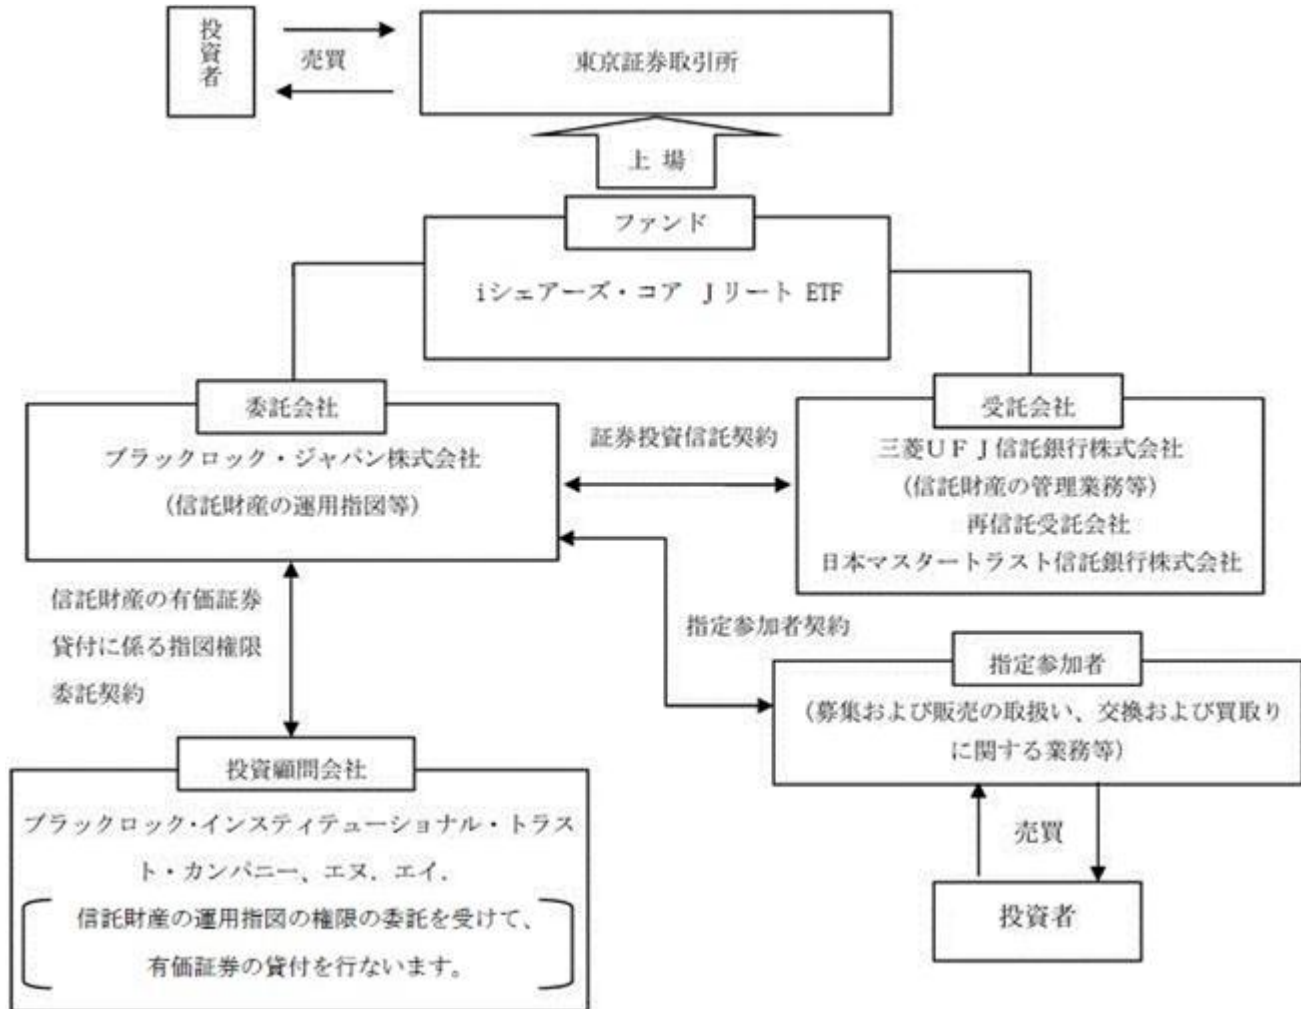 投資者
売買
東京証券取引所
上 場
ファンド
iシェアーズ・コア Jリート ETF
委託会社
ブラックロック・ジャパン株式会社
(信託財産の運用指図等)
証券投資信託契約
受託会社
三菱UFJ信託銀行株式会社
(信託財産の管理業務等)
再信託受託会社
日本マスタートラスト信託銀行株式会社
信託財産の有価証券
貸付に係る指図権限
委託契約
指定参加者契約
指定参加者
(募集および販売の取扱い、交換および買取り
に関する業務等)
投資顧問会社
ブラックロック・インスティテューショナル・トラス
ト・カンパニー、エヌ．エイ．
信託財産の運用指図の権限の委託を受けて、
有価証券の貸付を行ないます。
売買
投資者